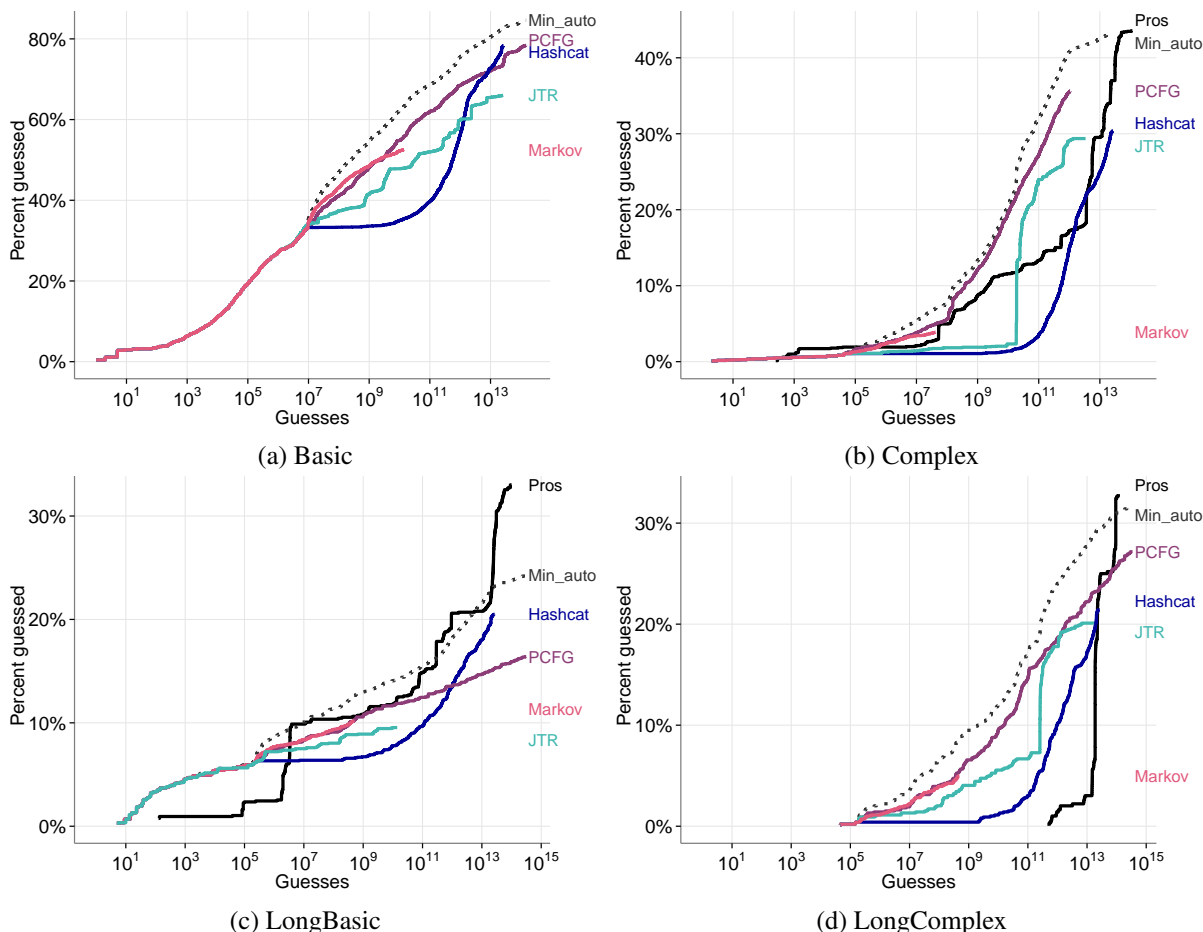 Min_auto
PCFG
Hashcat
JTR
Markov
80%
60%
40%
20%
0%
Percent guessed
10^1 10^3 10^5 10^7 10^9 10^11 10^13
Guesses
(a) Basic
Pros
Min_auto
PCFG
Hashcat
JTR
Markov
40%
30%
20%
10%
0%
Percent guessed
10^1 10^3 10^5 10^7 10^9 10^11 10^13
Guesses
(b) Complex
Pros
Min_auto
Hashcat
PCFG
Markov
JTR
30%
20%
10%
0%
Percent guessed
10^1 10^3 10^5 10^7 10^9 10^11 10^13 10^15
Guesses
(c) LongBasic
Pros
Min_auto
PCFG
Hashcat
JTR
Markov
30%
20%
10%
0%
Percent guessed
10^1 10^3 10^5 10^7 10^9 10^11 10^13 10^15
Guesses
(d) LongComplex